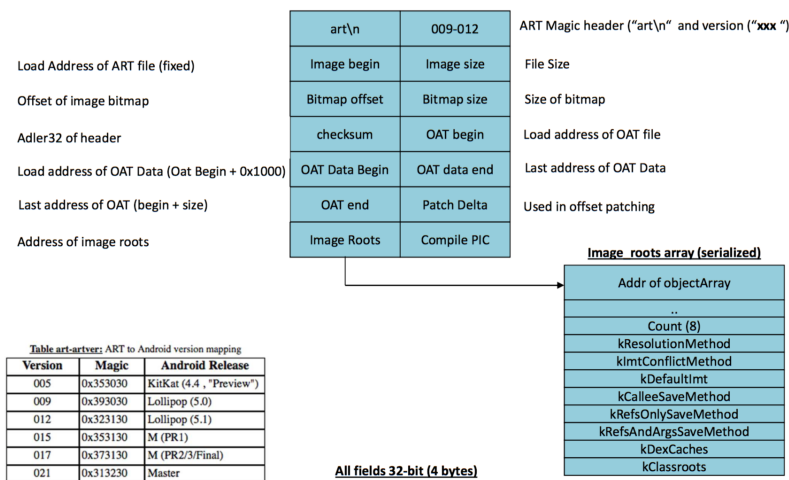 art\n 009-012 ART Magic header (“art\n“ and version (“xxx “)
Load Address of ART file (fixed) Image begin Image size File Size
Offset of image bitmap Bitmap offset Bitmap size Size of bitmap
Adler32 of header checksum OAT begin Load address of OAT file
Load address of OAT Data (Oat Begin + 0x1000) OAT Data Begin OAT data end Last address of OAT Data
Last address of OAT (begin + size) OAT end Patch Delta Used in offset patching
Address of image roots Image Roots Compile PIC
Image_roots array (serialized)
Addr of objectArray
..
Count (8)
kResolutionMethod
kImtConflictMethod
kDefaultImt
kCalleeSaveMethod
kRefsOnlySaveMethod
kRefsAndArgsSaveMethod
kDexCaches
kClassroots
Table art-artver: ART to Android version mapping
Version Magic Android Release
005 0x353030 KitKat (4.4 , "Preview")
009 0x393030 Lollipop (5.0)
012 0x323130 Lollipop (5.1)
015 0x353130 M (PR1)
017 0x373130 M (PR2/3/Final)
021 0x313230 Master
All fields 32-bit (4 bytes)